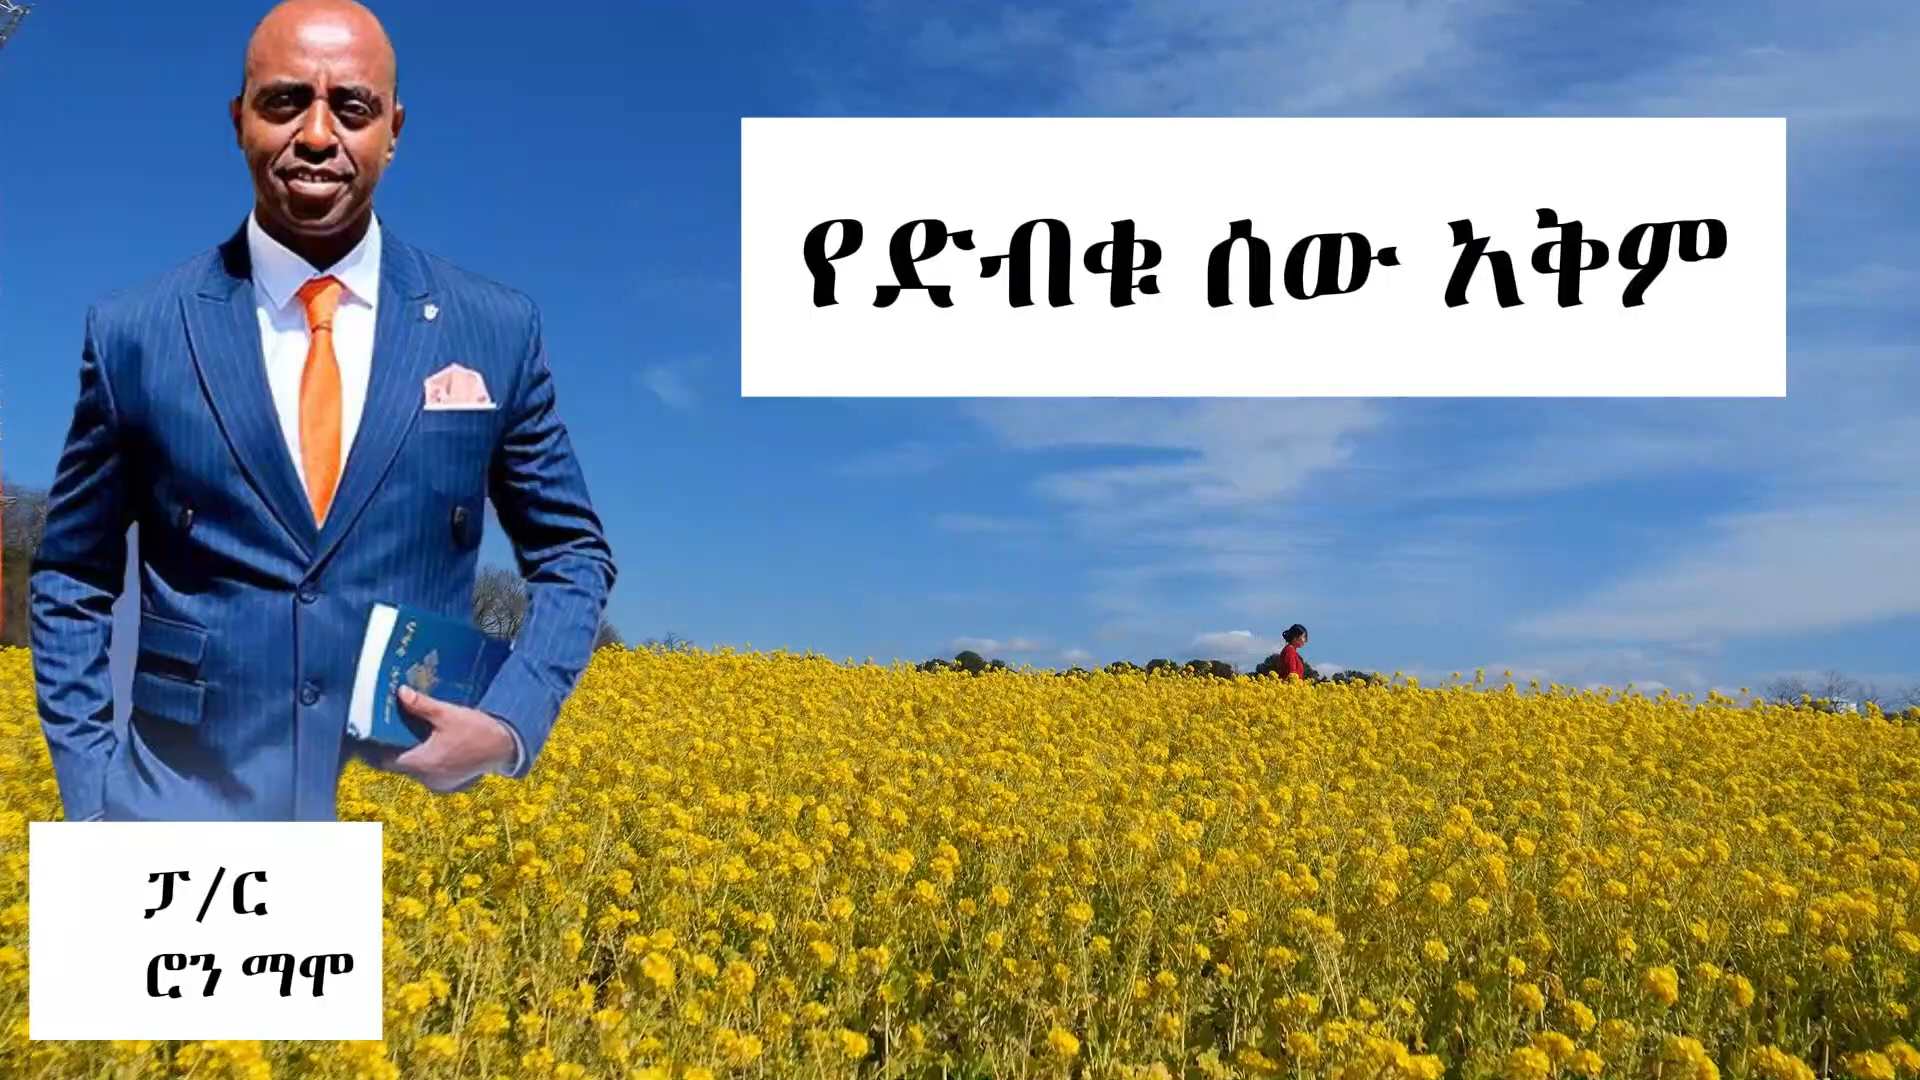 የድብቁ ሰው አቅም
ፓ/ር
ሮን ማሞ